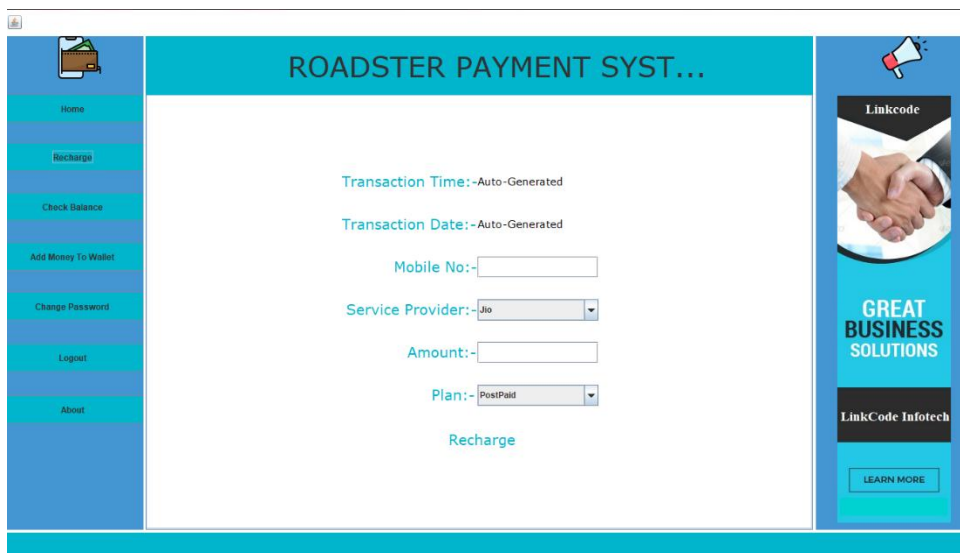 ROADSTER PAYMENT SYST...
Home
Recharge
Check Balance
Add Money To Wallet
Change Password
Logout
About
Transaction Time:-Auto-Generated
Transaction Date:-Auto-Generated
Mobile No:-
Service Provider:- Jio
Amount:-
Plan:- PostPaid
Recharge
Linkcode
GREAT
BUSINESS
SOLUTIONS
LinkCode Infotech
LEARN MORE